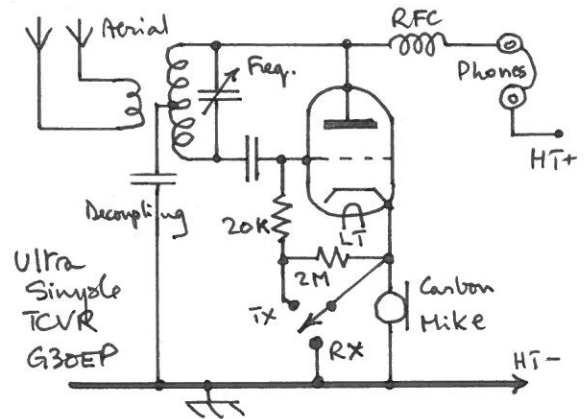 Aerial
RFC
Phones
HT+
Freq.
Decoupling
20K
LT
2M
TX
RX
Carbon
Mike
HT-
Ultra
Simple
TCVR
G3OEP